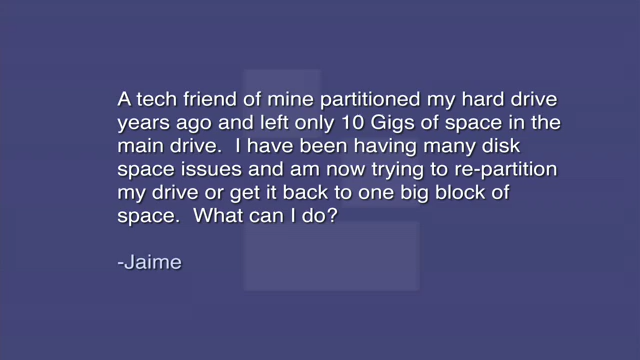 A tech friend of mine partitioned my hard drive
years ago and left only 10 Gigs of space in the
main drive.  I have been having many disk
space issues and am now trying to re-partition
my drive or get it back to one big block of
space.  What can I do?
-Jaime